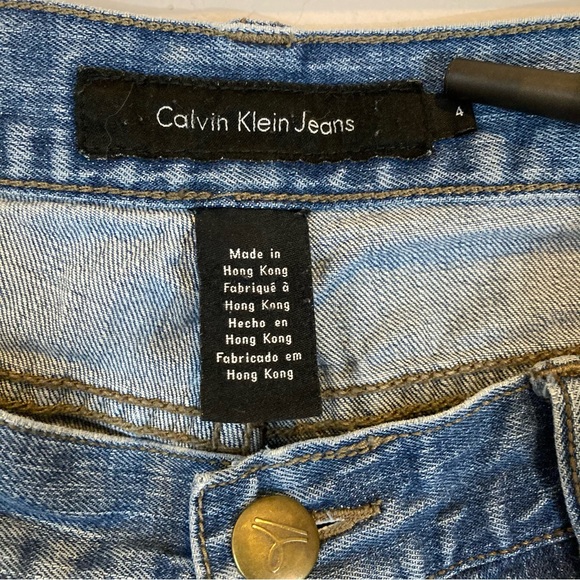 Calvin Klein Jeans
4
Made in
Hong Kong
Fabriqué à
Hong Kong
Hecho en
Hong Kong
Fabricado em
Hong Kong